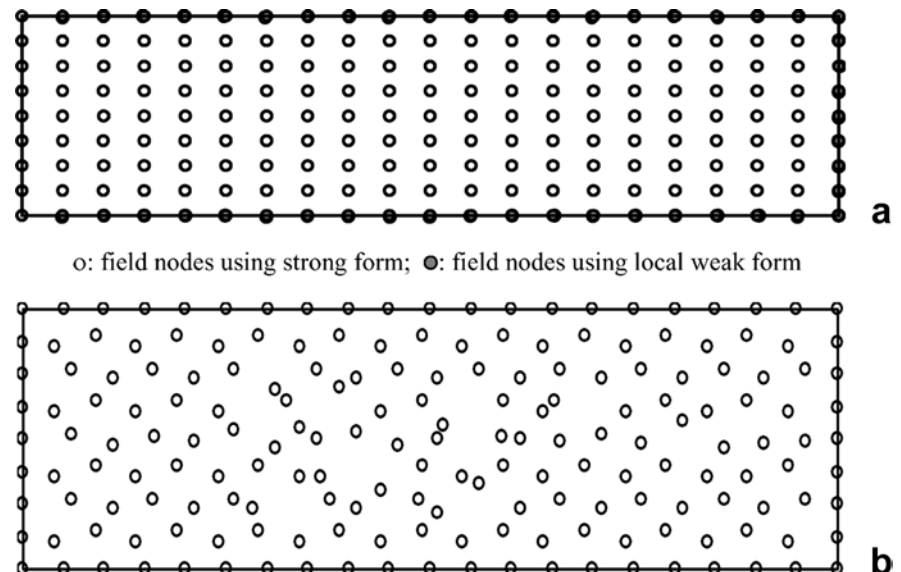 a
o: field nodes using strong form; : field nodes using local weak form
b